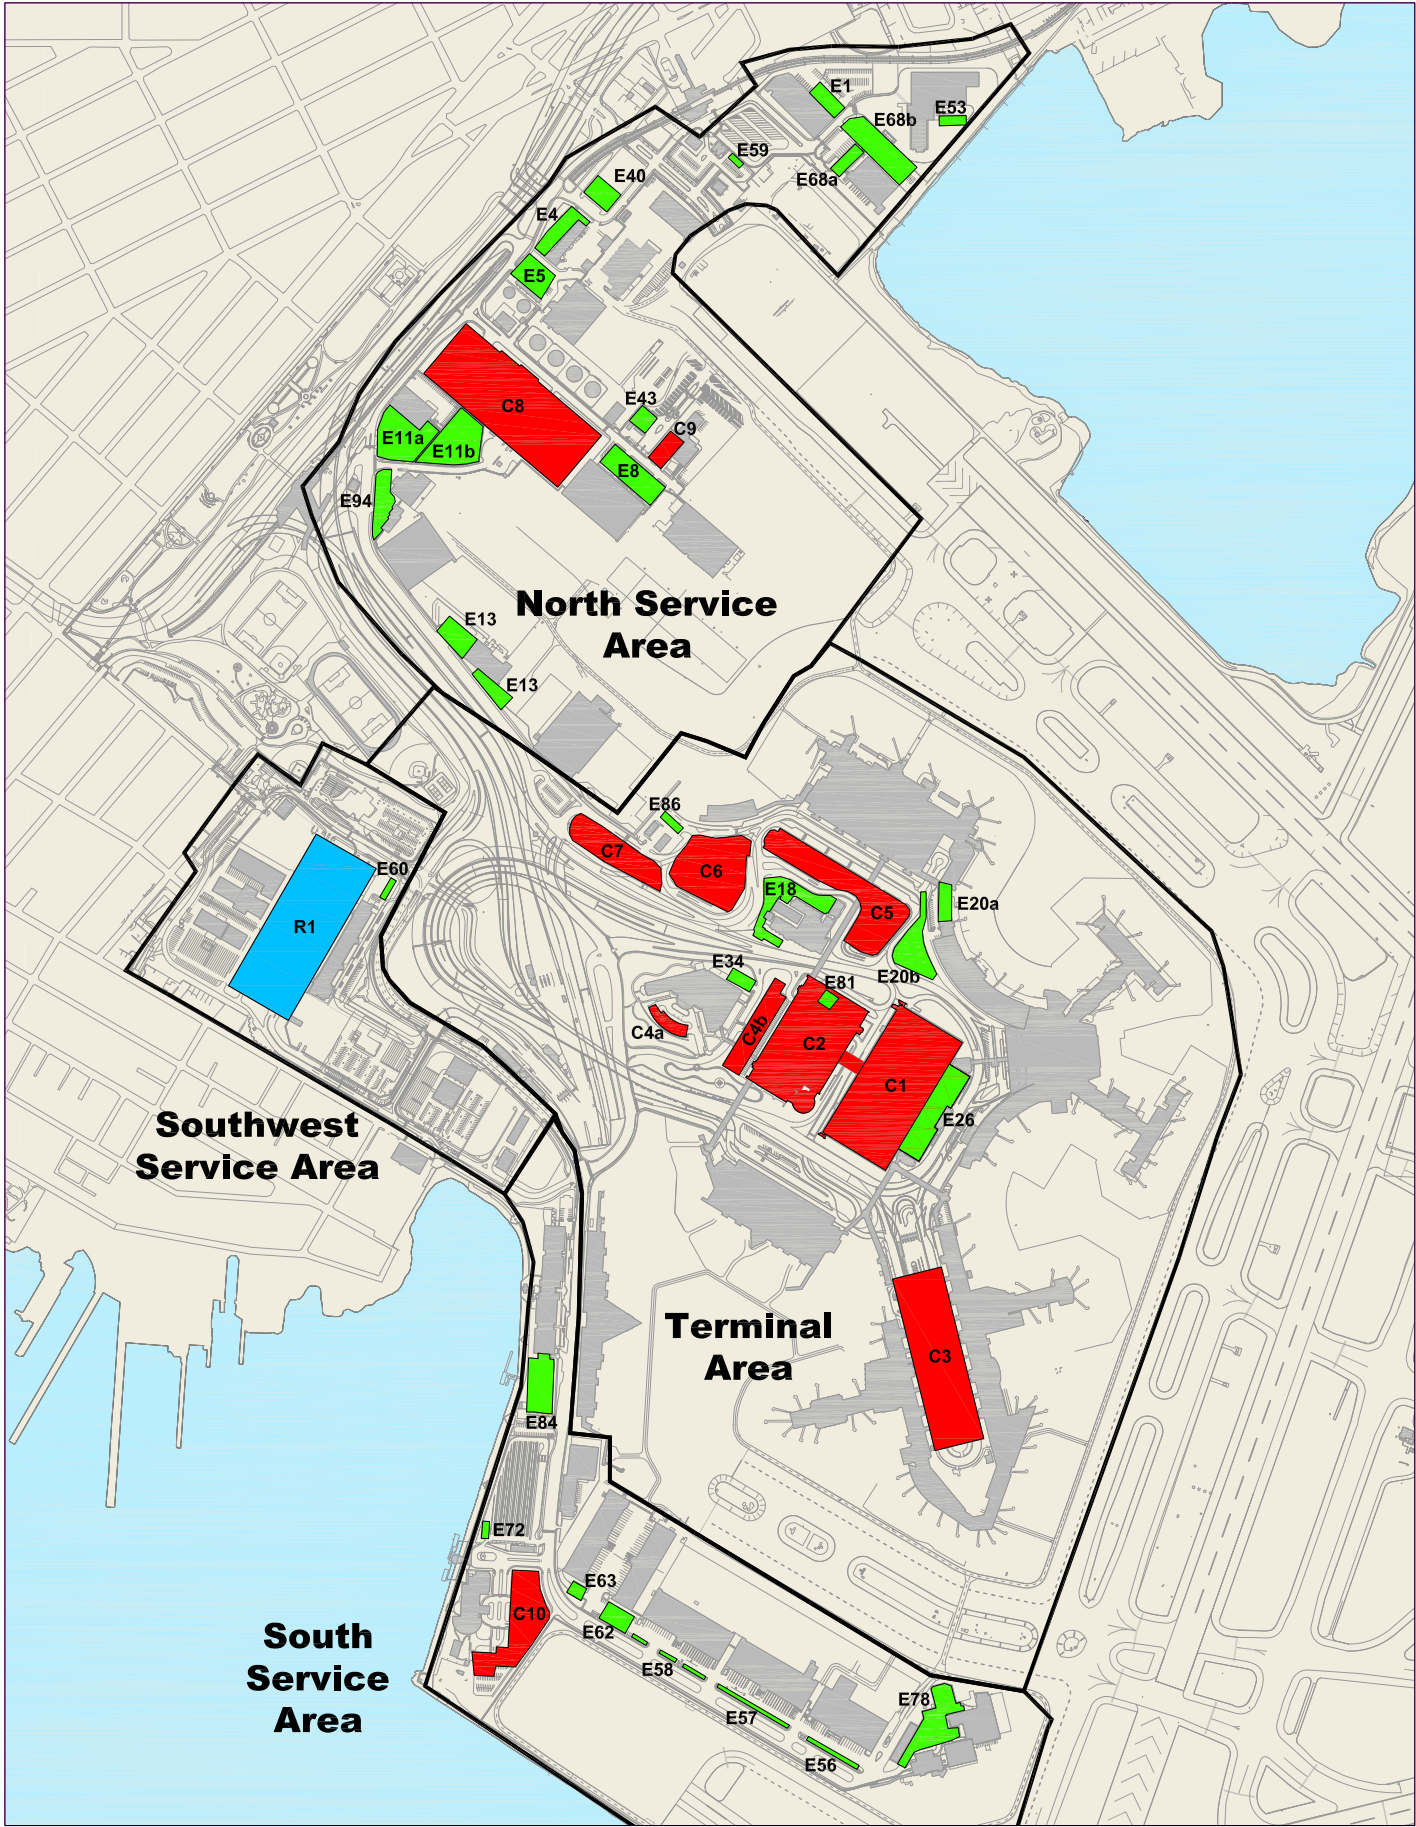 E1
E53
E68b
E59
E68a
E40
E4
E5
C8
E43
C9
E11a
E11b
E8
E94
North Service
Area
E13
E13
E86
C7
C6
E60
E18
C5
E20a
R1
E20b
E34
E81
C4a
C4b
C2
C1
E26
Southwest
Service Area
Terminal
Area
C3
E84
E72
E63
C10
E62
South
Service
Area
E58
E78
E57
E56